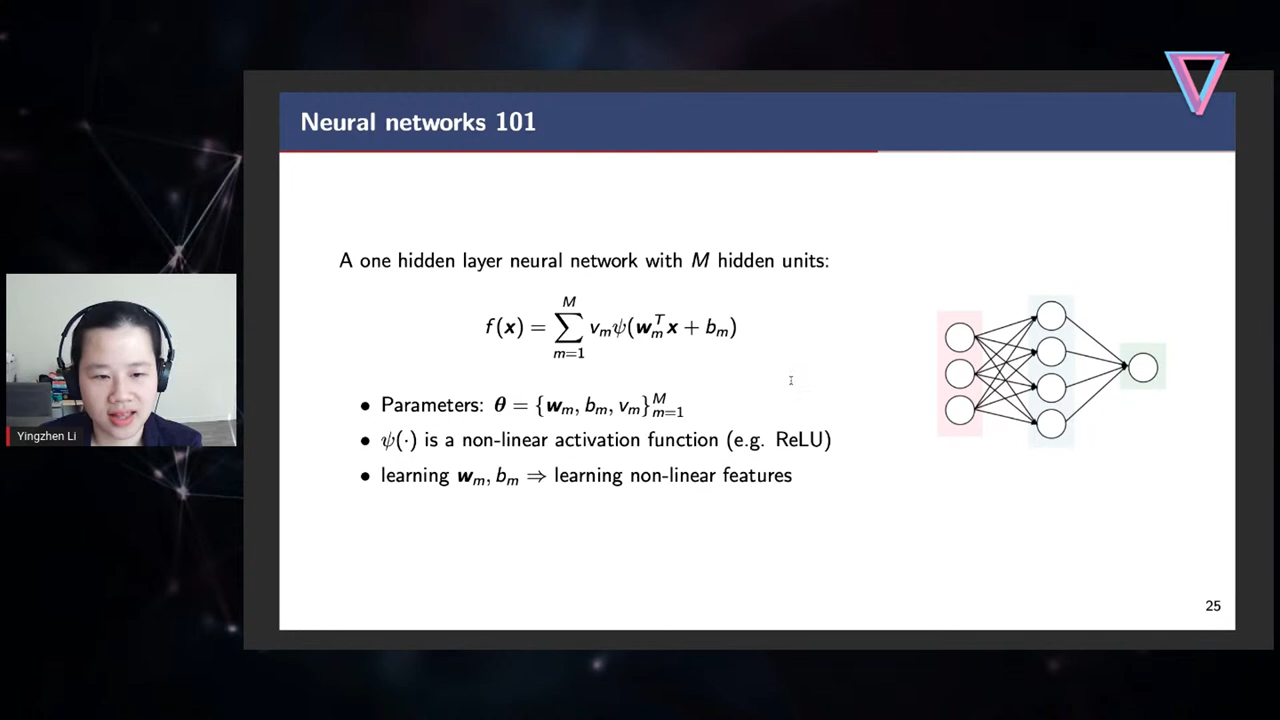 Neural networks 101
A one hidden layer neural network with M hidden units:
f(x) = \sum_{m=1}^{M} v_m ψ(w_m^T x + b_m)
• Parameters: θ = {w_m, b_m, v_m}_{m=1}^M
• ψ(·) is a non-linear activation function (e.g. ReLU)
• learning w_m, b_m ⇒ learning non-linear features
Yingzhen Li
25